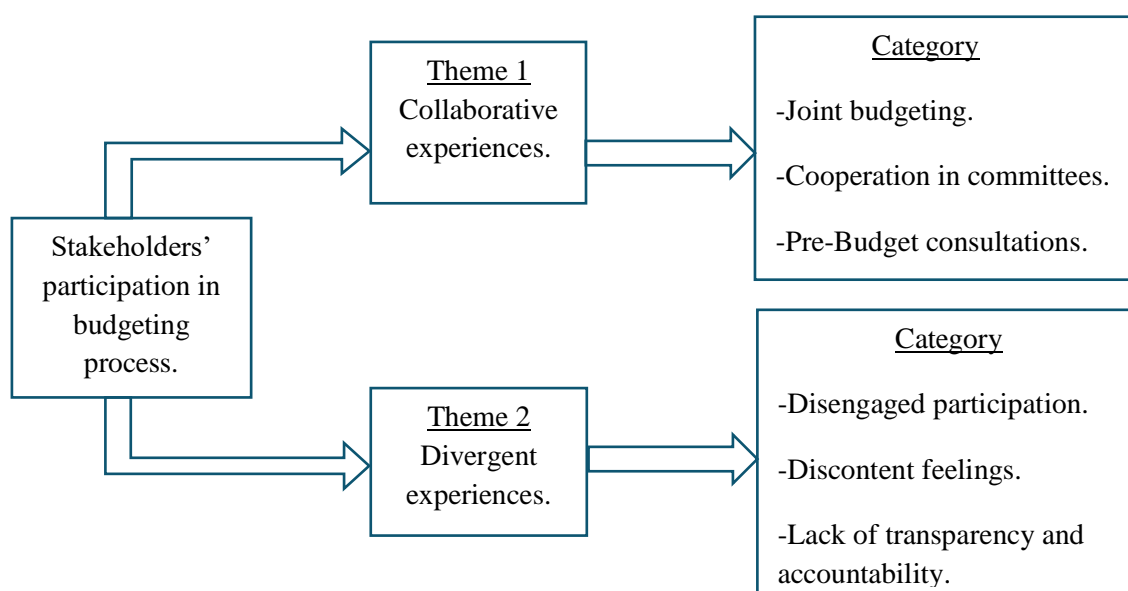 Stakeholders’
participation in
budgeting
process.
Theme 1
Collaborative
experiences.
Category
-Joint budgeting.
-Cooperation in committees.
-Pre-Budget consultations.
Theme 2
Divergent
experiences.
Category
-Disengaged participation.
-Discontent feelings.
-Lack of transparency and
accountability.